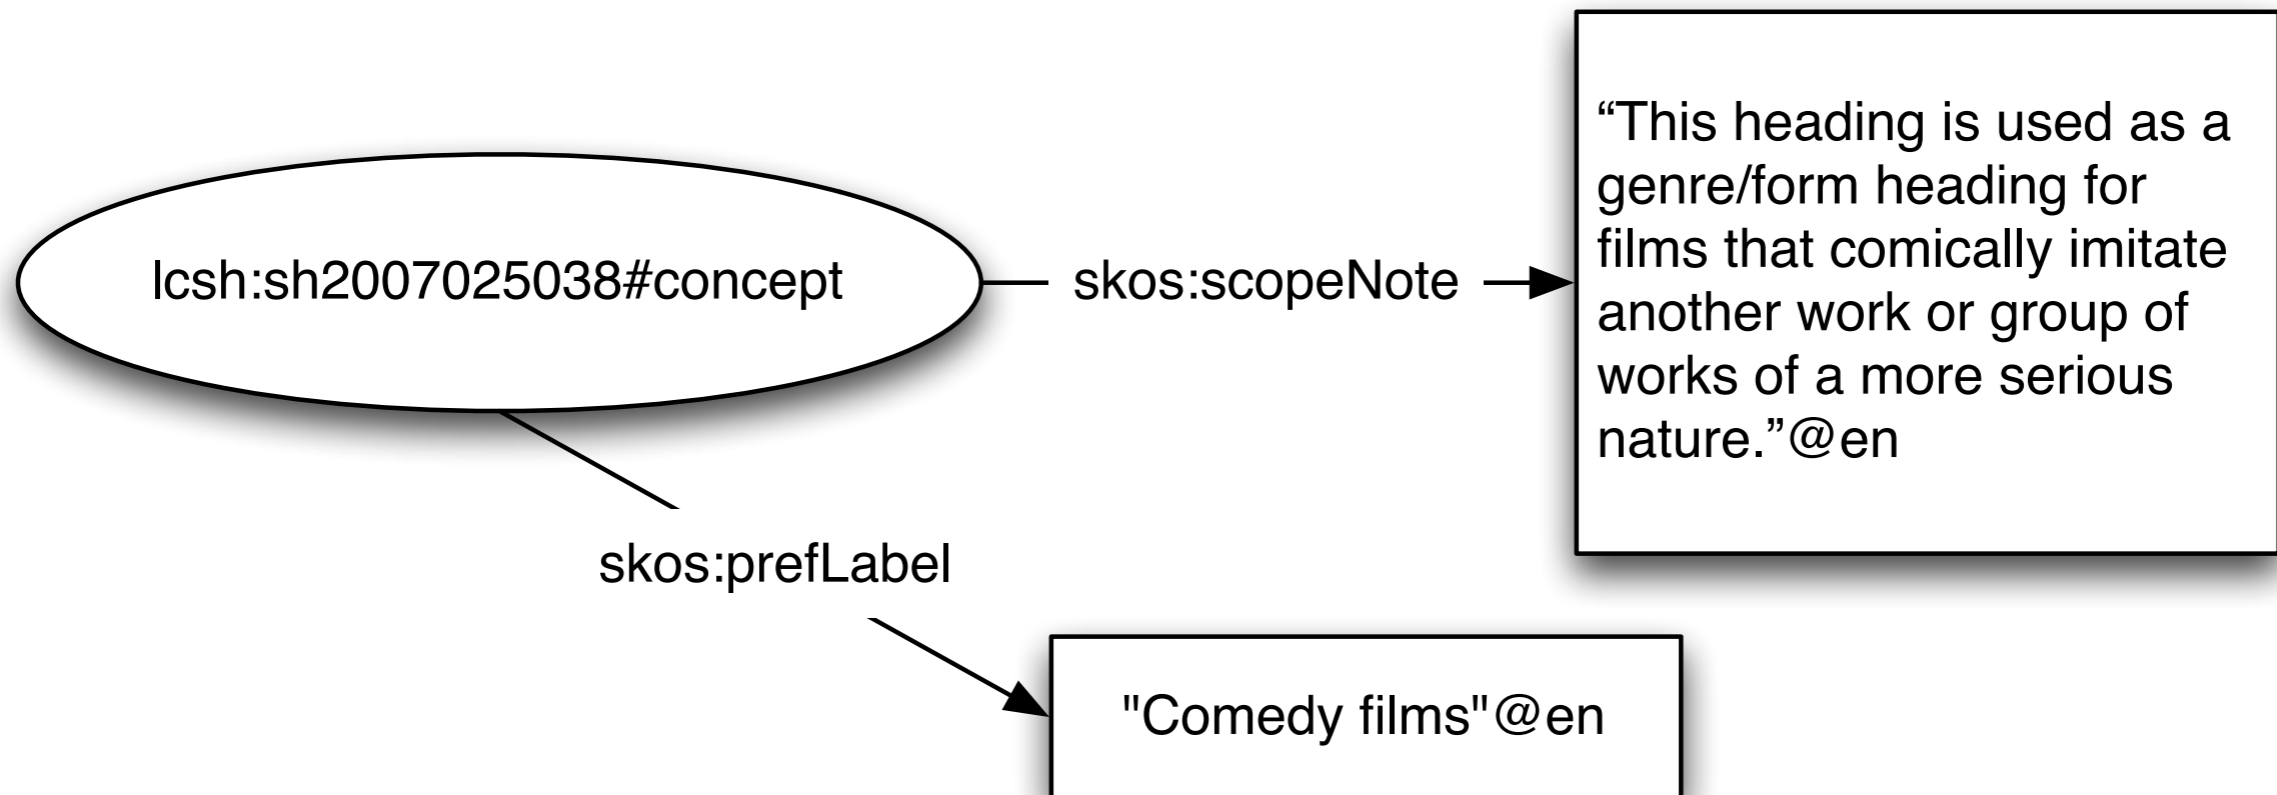 lcsh:sh2007025038#concept
skos:scopeNote
“This heading is used as a
genre/form heading for
films that comically imitate
another work or group of
works of a more serious
nature.”@en
skos:prefLabel
"Comedy films"@en